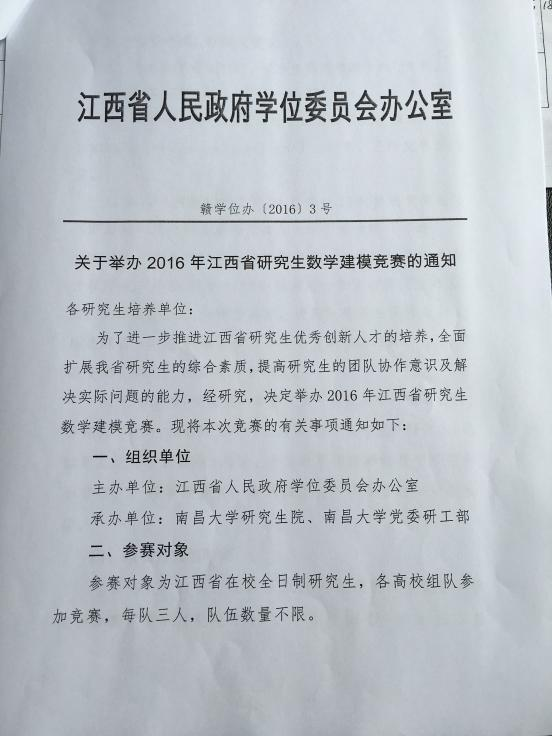 江西省人民政府学位委员会办公室
赣学位办〔2016〕3号
关于举办 2016 年江西省研究生数学建模竞赛的通知
各研究生培养单位：
为了进一步推进江西省研究生优秀创新人才的培养，全面
扩展我省研究生的综合素质，提高研究生的团队协作意识及解
决实际问题的能力，经研究，决定举办 2016 年江西省研究生
数学建模竞赛。现将本次竞赛的有关事项通知如下：
一、组织单位
主办单位：江西省人民政府学位委员会办公室
承办单位：南昌大学研究生院、南昌大学党委研工部
二、参赛对象
参赛对象为江西省在校全日制研究生，各高校组队参
加竞赛，每队三人，队伍数量不限。